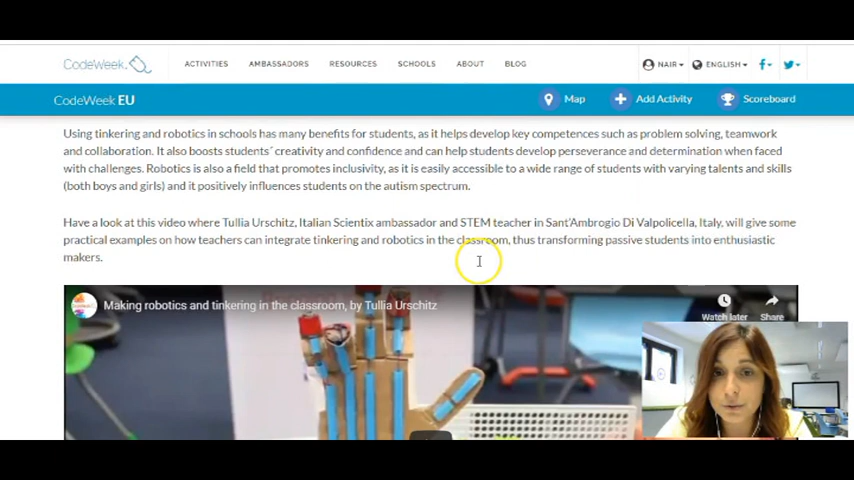 CodeWeek.
ACTIVITIES AMBASSADORS RESOURCES SCHOOLS ABOUT BLOG NAIR ENGLISH
CodeWeek EU Map Add Activity Scoreboard
Using tinkering and robotics in schools has many benefits for students, as it helps develop key competences such as problem solving, teamwork
and collaboration. It also boosts students´ creativity and confidence and can help students develop perseverance and determination when faced
with challenges. Robotics is also a field that promotes inclusivity, as it is easily accessible to a wide range of students with varying talents and skills
(both boys and girls) and it positively influences students on the autism spectrum.
Have a look at this video where Tullia Urschitz, Italian Scientix ambassador and STEM teacher in Sant'Ambrogio Di Valpolicella, Italy, will give some
practical examples on how teachers can integrate tinkering and robotics in the classroom, thus transforming passive students into enthusiastic
makers.
Making robotics and tinkering in the classroom, by Tullia Urschitz
Watch later Share